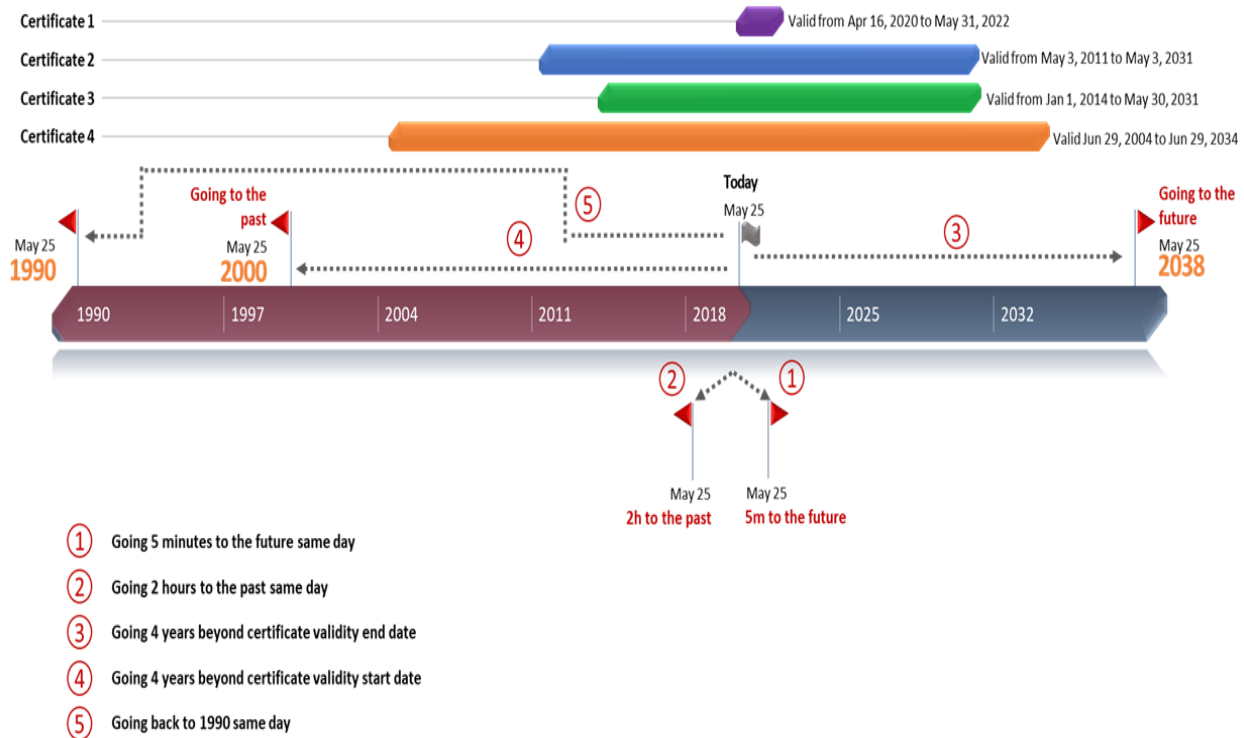 Certificate 1
Valid from Apr 16, 2020 to May 31, 2022
Certificate 2
Valid from May 3, 2011 to May 3, 2031
Certificate 3
Valid from Jan 1, 2014 to May 30, 2031
Certificate 4
Valid Jun 29, 2004 to Jun 29, 2034
Going to the
past
Today
May 25
Going to the
future
5
4
3
May 25
1990
May 25
2000
May 25
2038
1990
1997
2004
2011
2018
2025
2032
2
1
May 25
2h to the past
May 25
5m to the future
1 Going 5 minutes to the future same day
2 Going 2 hours to the past same day
3 Going 4 years beyond certificate validity end date
4 Going 4 years beyond certificate validity start date
5 Going back to 1990 same day